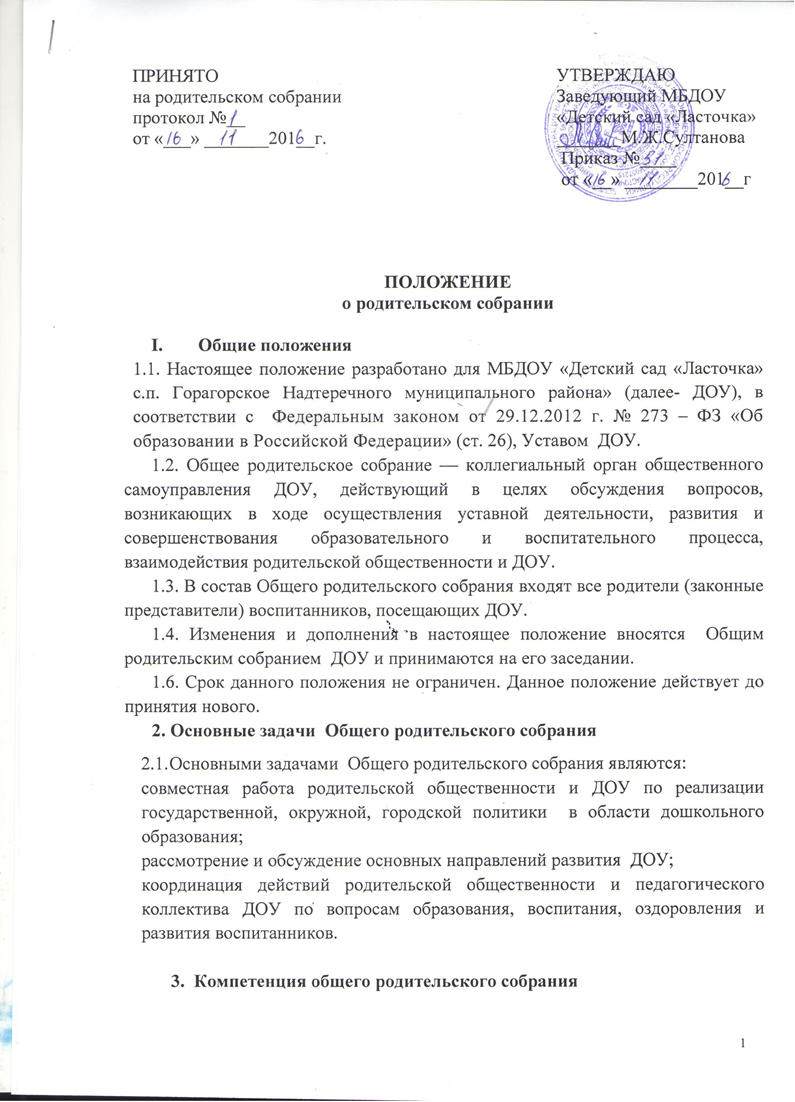 ПРИНЯТО
на родительском собрании
протокол № 1
от « 16 » 11 2016 г.
УТВЕРЖДАЮ
Заведующий МБДОУ
«Детский сад «Ласточка»
М.Ж.Султанова
Приказ № 51
от « 16 » 11 2016 г
ПОЛОЖЕНИЕ
о родительском собрании
I. Общие положения
1.1. Настоящее положение разработано для МБДОУ «Детский сад «Ласточка»
с.п. Горагорское Надтеречного муниципального района» (далее- ДОУ), в
соответствии с Федеральным законом от 29.12.2012 г. № 273 – ФЗ «Об
образовании в Российской Федерации» (ст. 26), Уставом ДОУ.
1.2. Общее родительское собрание — коллегиальный орган общественного
самоуправления ДОУ, действующий в целях обсуждения вопросов,
возникающих в ходе осуществления уставной деятельности, развития и
совершенствования образовательного и воспитательного процесса,
взаимодействия родительской общественности и ДОУ.
1.3. В состав Общего родительского собрания входят все родители (законные
представители) воспитанников, посещающих ДОУ.
1.4. Изменения и дополнения в настоящее положение вносятся Общим
родительским собранием ДОУ и принимаются на его заседании.
1.6. Срок данного положения не ограничен. Данное положение действует до
принятия нового.
2. Основные задачи Общего родительского собрания
2.1.Основными задачами Общего родительского собрания являются:
совместная работа родительской общественности и ДОУ по реализации
государственной, окружной, городской политики в области дошкольного
образования;
рассмотрение и обсуждение основных направлений развития ДОУ;
координация действий родительской общественности и педагогического
коллектива ДОУ по вопросам образования, воспитания, оздоровления и
развития воспитанников.
3. Компетенция общего родительского собрания
1